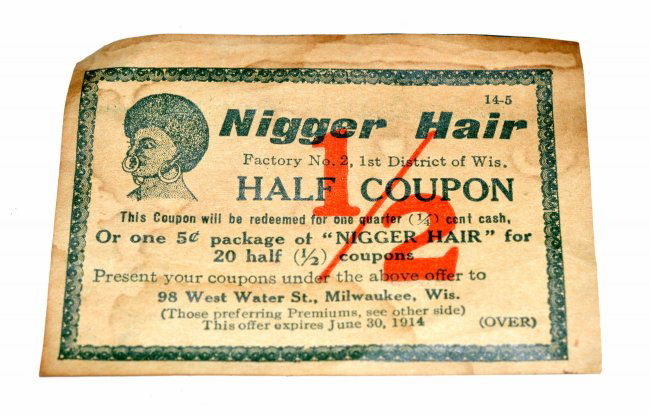 14-5
Nigger Hair
Factory No. 2, 1st District of Wis.
HALF COUPON
1/2
This Coupon will be redeemed for one quarter (¼) cent cash,
Or one 5¢ package of "NIGGER HAIR" for
20 half (½) coupons
Present your coupons under the above offer to
98 West Water St., Milwaukee, Wis.
(Those preferring Premiums, see other side)
This offer expires June 30, 1914 (OVER)